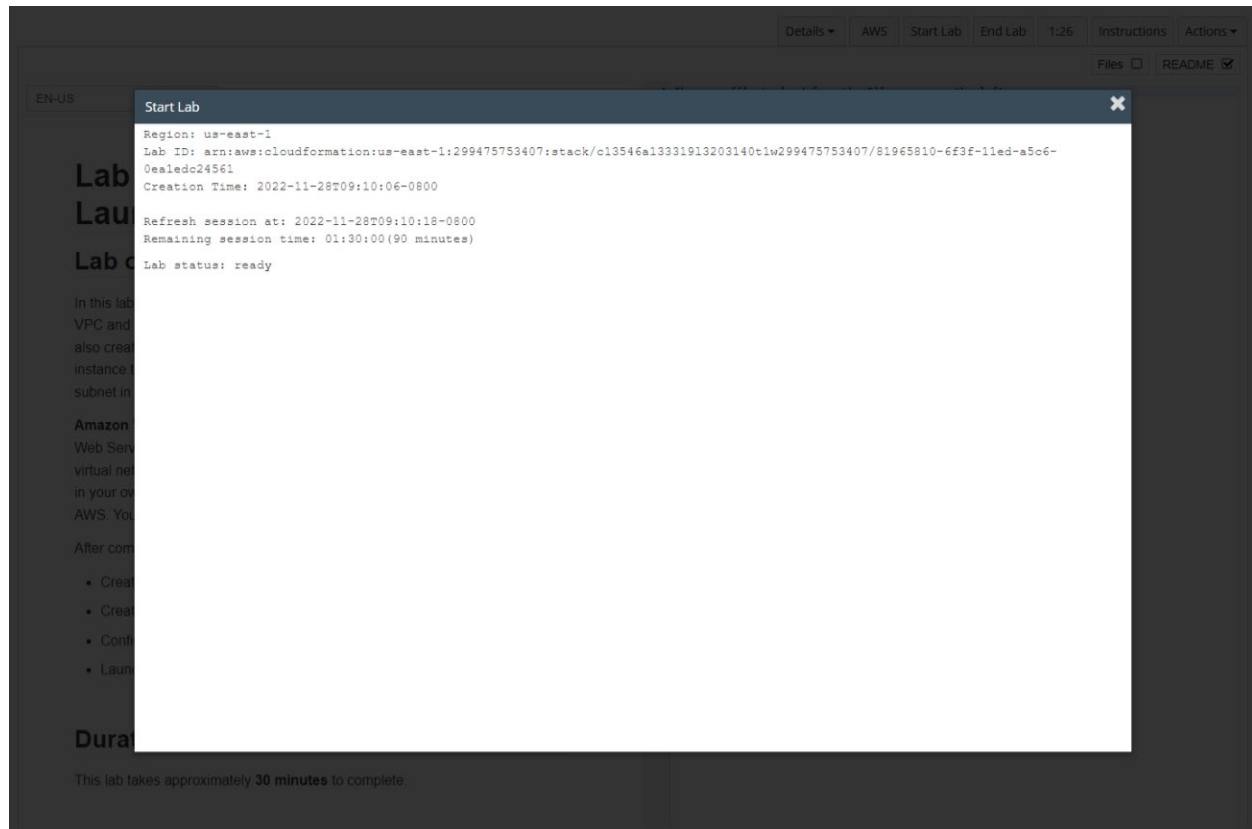 Details
AWS
Start Lab
End Lab
1:26
Instructions
Actions
Files
README
EN-US
Start Lab
Region: us-east-1
Lab ID: arn:aws:cloudformation:us-east-1:299475753407:stack/c13546a13331913203140t1w299475753407/81965810-6f3f-11ed-a5c6-
0ea1edc24561
Creation Time: 2022-11-28T09:10:06-0800
Refresh session at: 2022-11-28T09:10:18-0800
Remaining session time: 01:30:00(90 minutes)
Lab status: ready
Lab
Lau
Lab
In this lab
VPC and
also creat
instance t
subnet in
Amazon
Web Serv
virtual net
in your ow
AWS. You
After com
• Creat
• Creat
• Confi
• Laun
Durat
This lab takes approximately 30 minutes to complete.